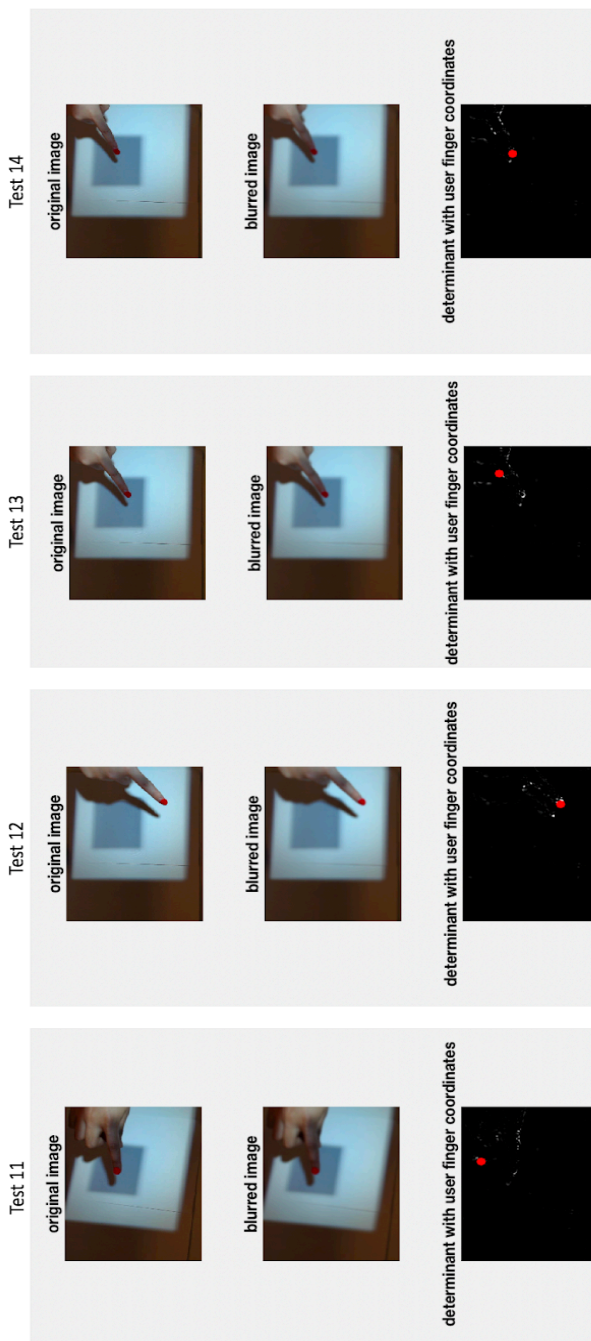 Test 11
original image
blurred image
determinant with user finger coordinates
Test 12
original image
blurred image
determinant with user finger coordinates
Test 13
original image
blurred image
determinant with user finger coordinates
Test 14
original image
blurred image
determinant with user finger coordinates